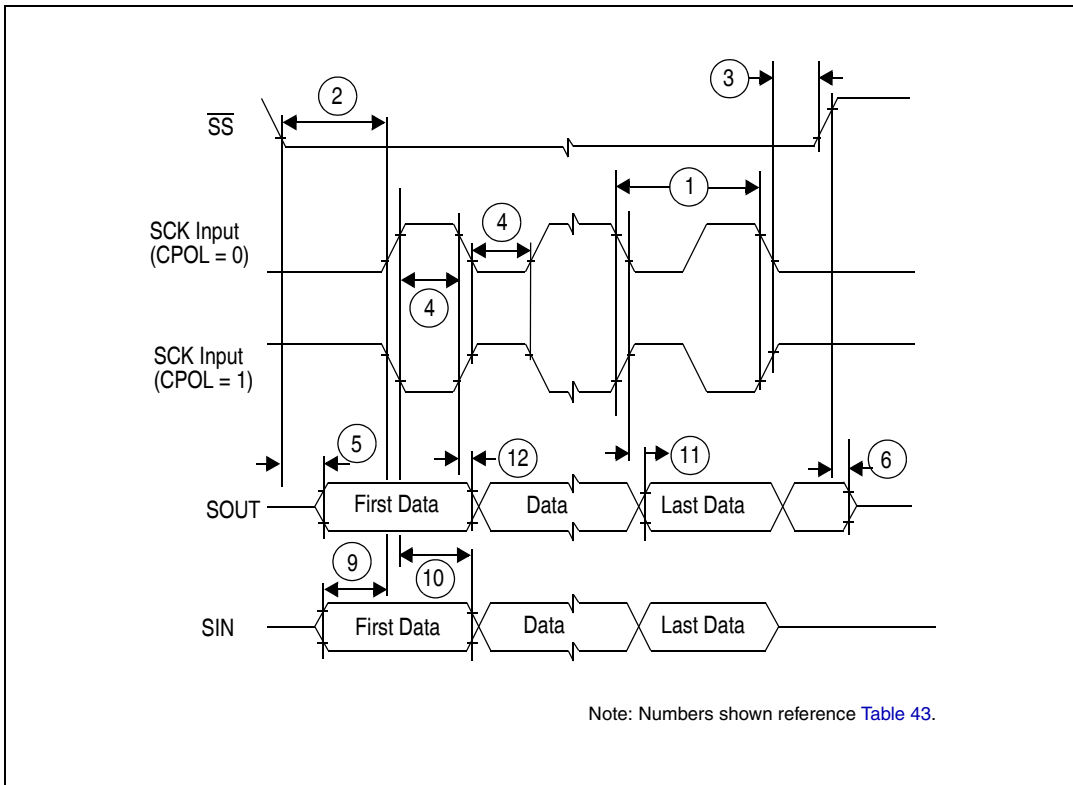 3
2
SS
1
SCK Input
(CPOL = 0)
4
4
SCK Input
(CPOL = 1)
5
12
11
6
SOUT
First Data
Data
Last Data
9
10
SIN
First Data
Data
Last Data
Note: Numbers shown reference Table 43.